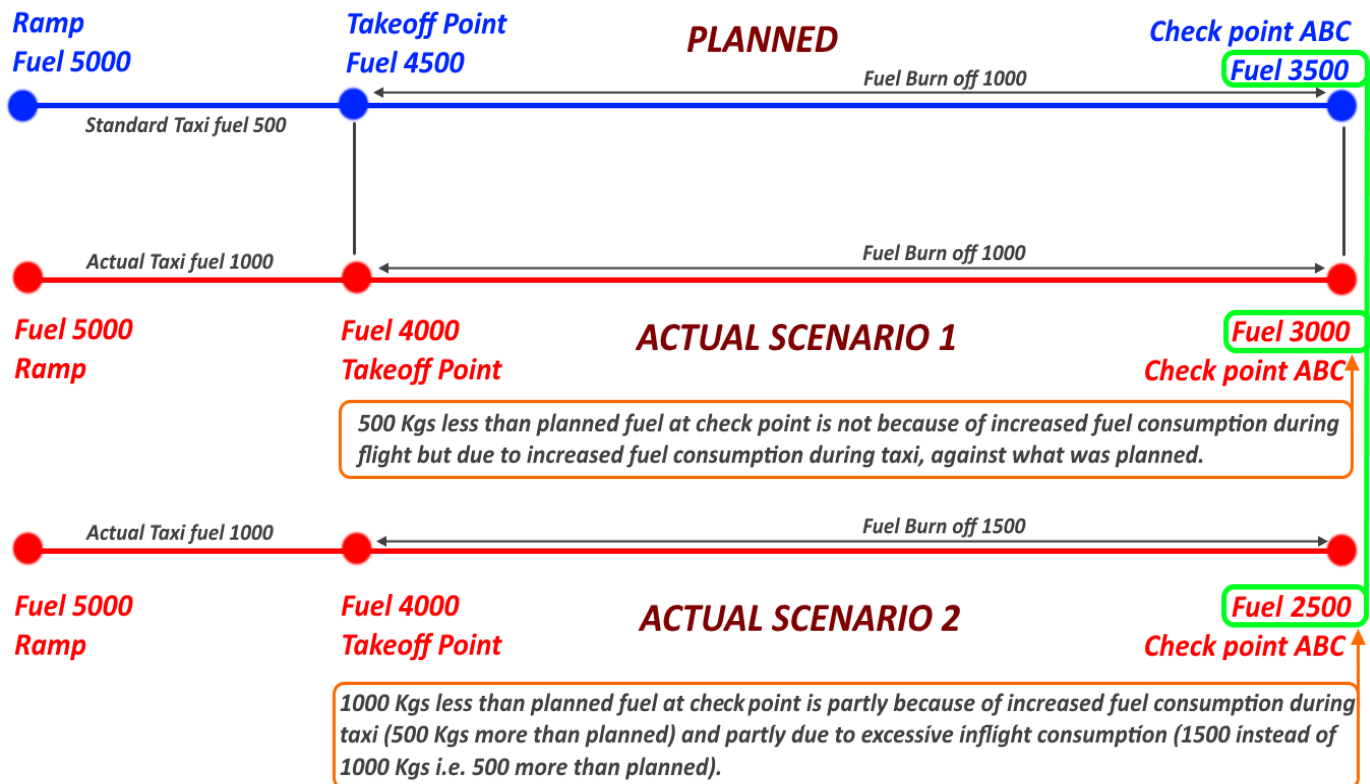 Ramp
Fuel 5000
Takeoff Point
Fuel 4500
PLANNED
Check point ABC
Fuel 3500
Fuel Burn off 1000
Standard Taxi fuel 500
Actual Taxi fuel 1000
Fuel Burn off 1000
Fuel 5000
Ramp
Fuel 4000
Takeoff Point
ACTUAL SCENARIO 1
Fuel 3000
Check point ABC
500 Kgs less than planned fuel at check point is not because of increased fuel consumption during
flight but due to increased fuel consumption during taxi, against what was planned.
Actual Taxi fuel 1000
Fuel Burn off 1500
Fuel 5000
Ramp
Fuel 4000
Takeoff Point
ACTUAL SCENARIO 2
Fuel 2500
Check point ABC
1000 Kgs less than planned fuel at check point is partly because of increased fuel consumption during
taxi (500 Kgs more than planned) and partly due to excessive inflight consumption (1500 instead of
1000 Kgs i.e. 500 more than planned).